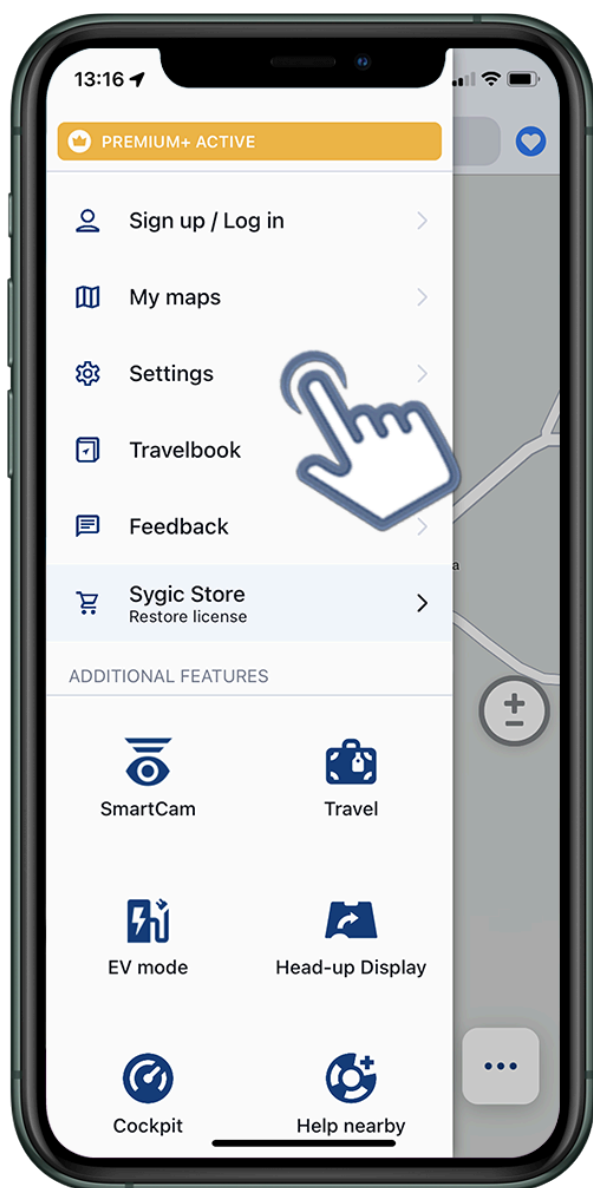 13:16
PREMIUM+ ACTIVE
Sign up / Log in
My maps
Settings
Travelbook
Feedback
Sygic Store
Restore license
a
ADDITIONAL FEATURES
SmartCam
Travel
EV mode
Head-up Display
Cockpit
Help nearby